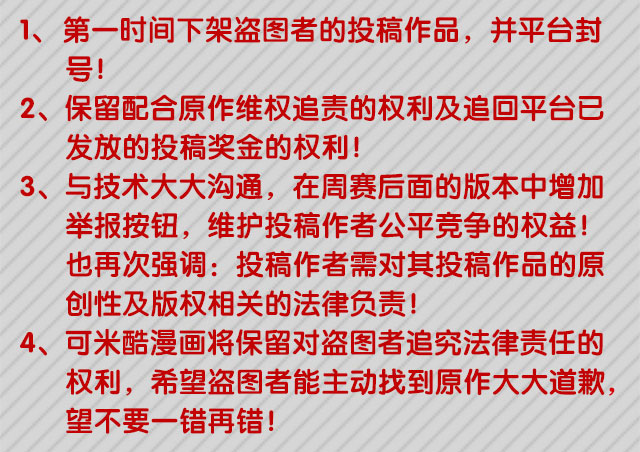 1、第一时间下架盗图者的投稿作品，并平台封
号！
2、保留配合原作维权追责的权利及追回平台已
发放的投稿奖金的权利！
3、与技术大大沟通，在周赛后面的版本中增加
举报按钮，维护投稿作者公平竞争的权益！
也再次强调：投稿作者需对其投稿作品的原
创性及版权相关的法律负责！
4、可米酷漫画将保留对盗图者追究法律责任的
权利，希望盗图者能主动找到原作大大道歉，
望不要一错再错！